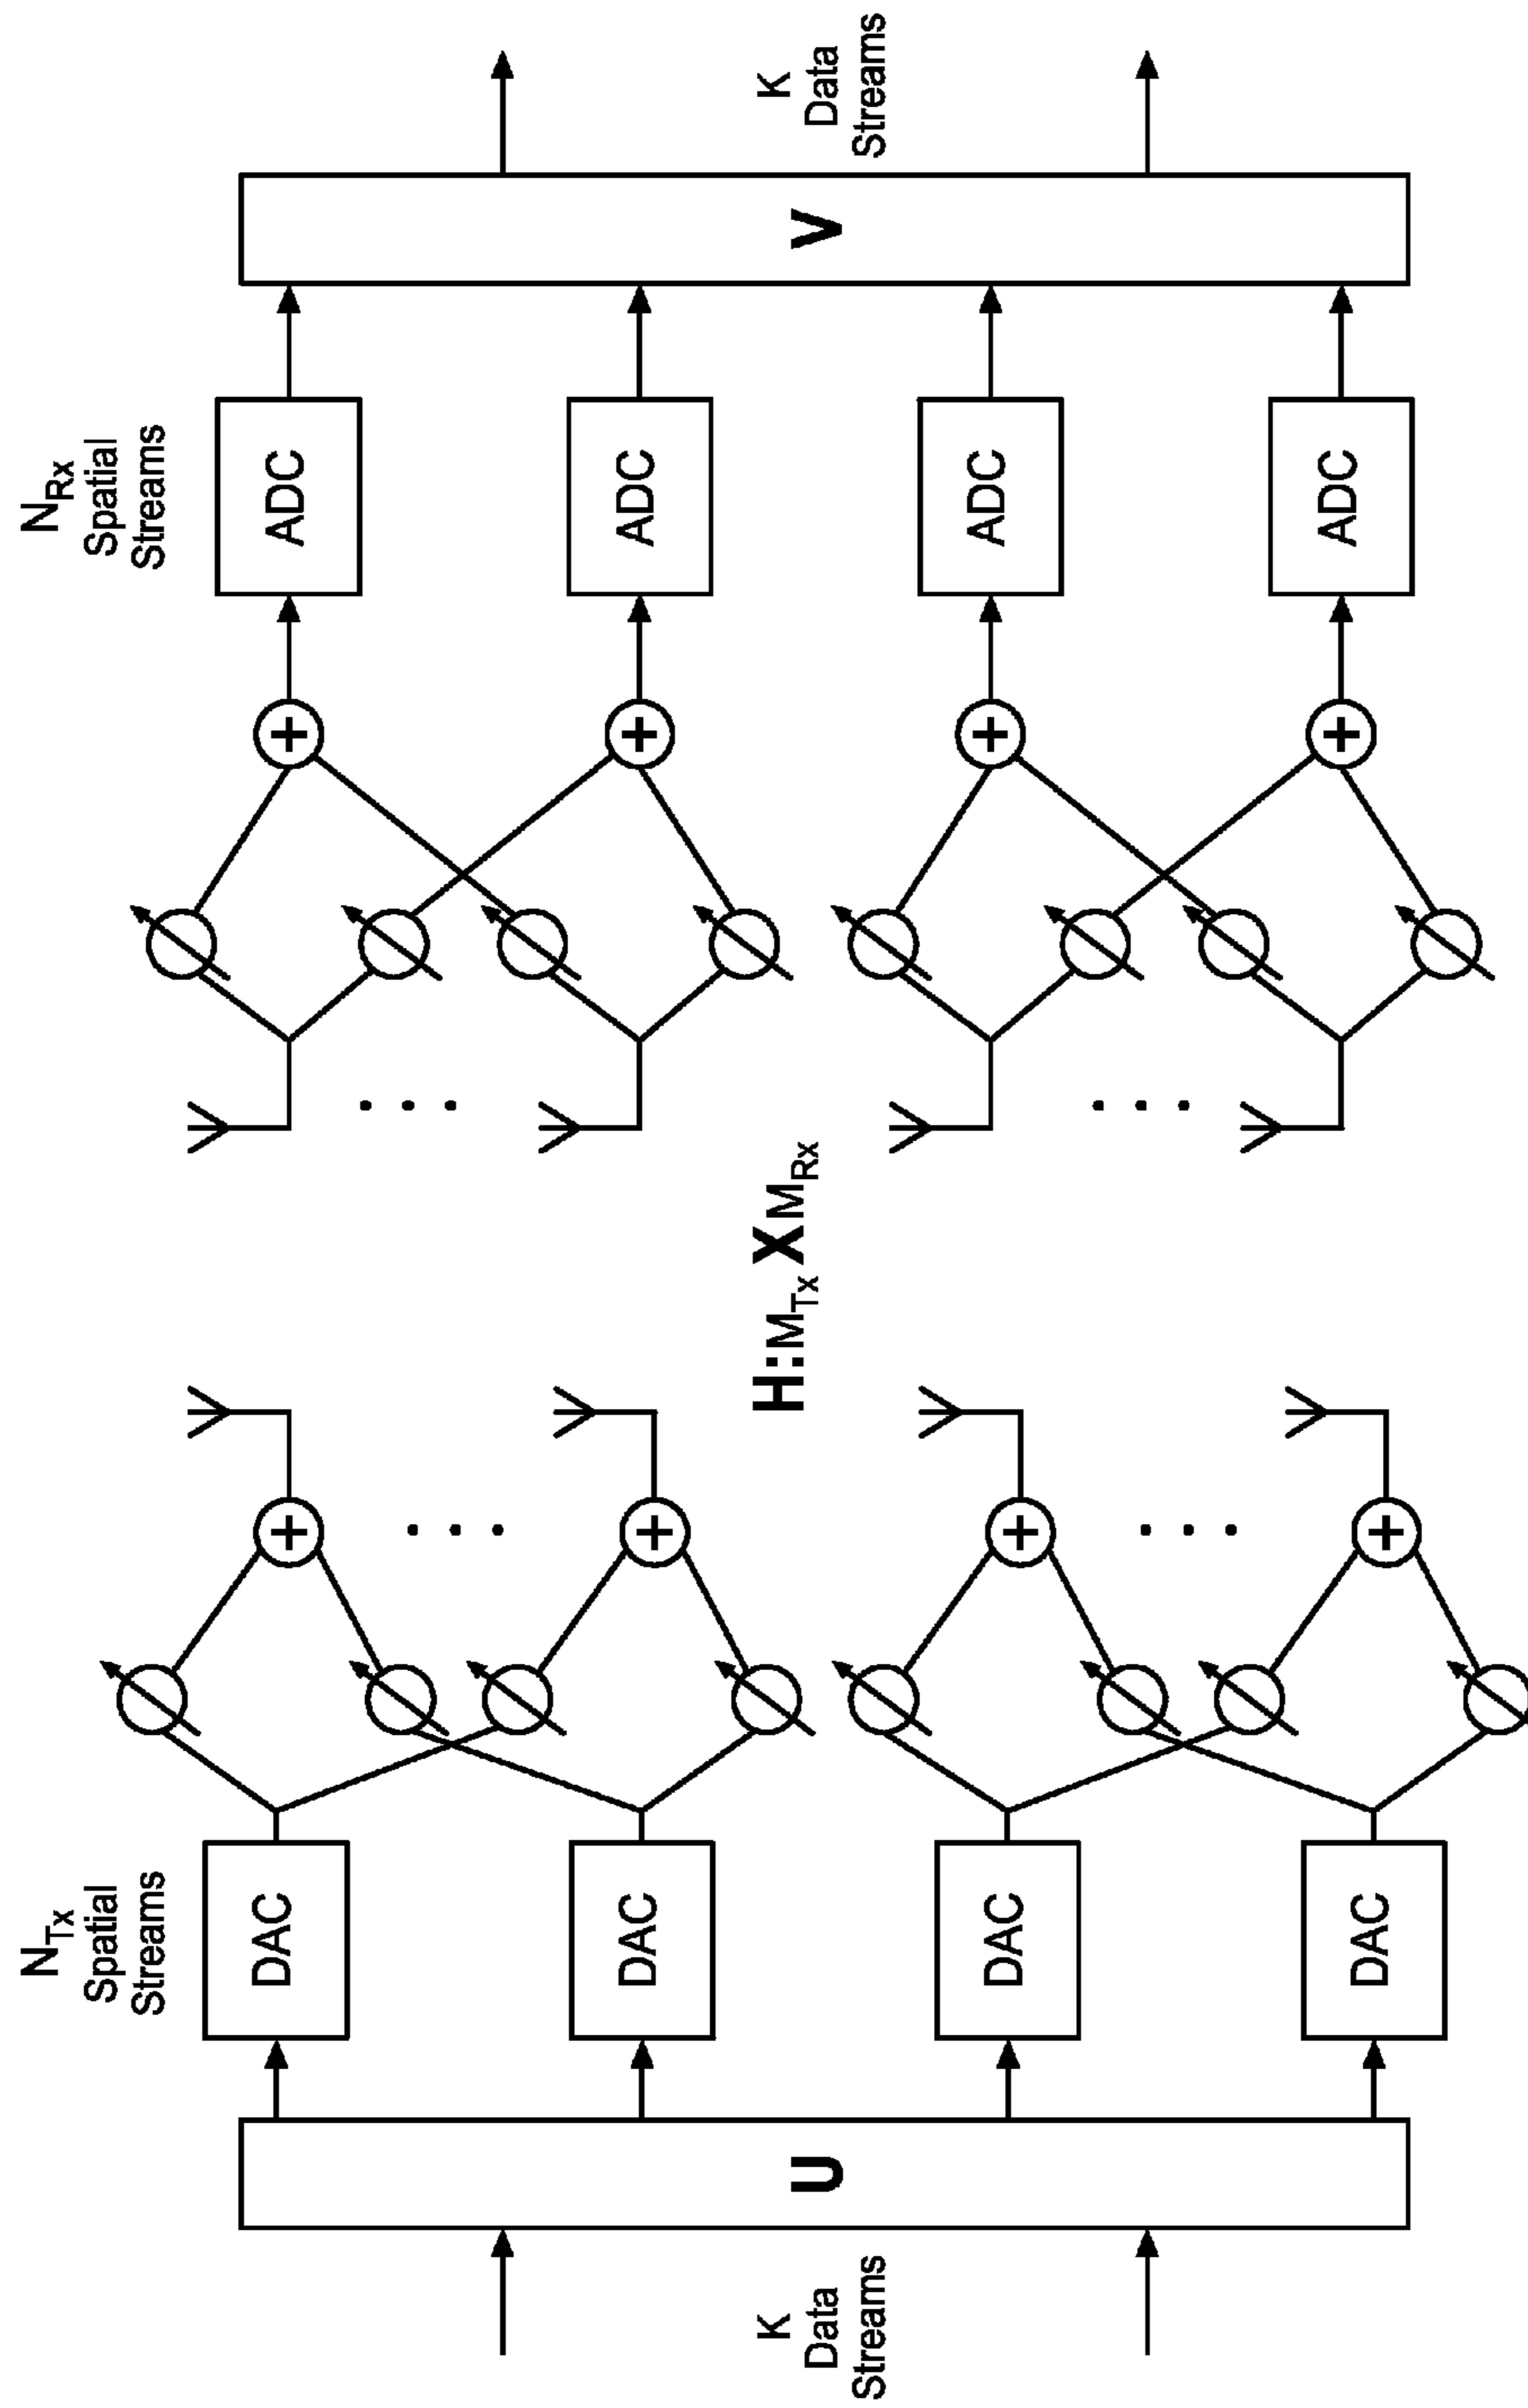 K
Data
Streams
U
N_Tx
Spatial
Streams
DAC
DAC
DAC
DAC
+
+
+
+
H:M_Tx X M_Rx
+
+
+
+
N_Rx
Spatial
Streams
ADC
ADC
ADC
ADC
V
K
Data
Streams